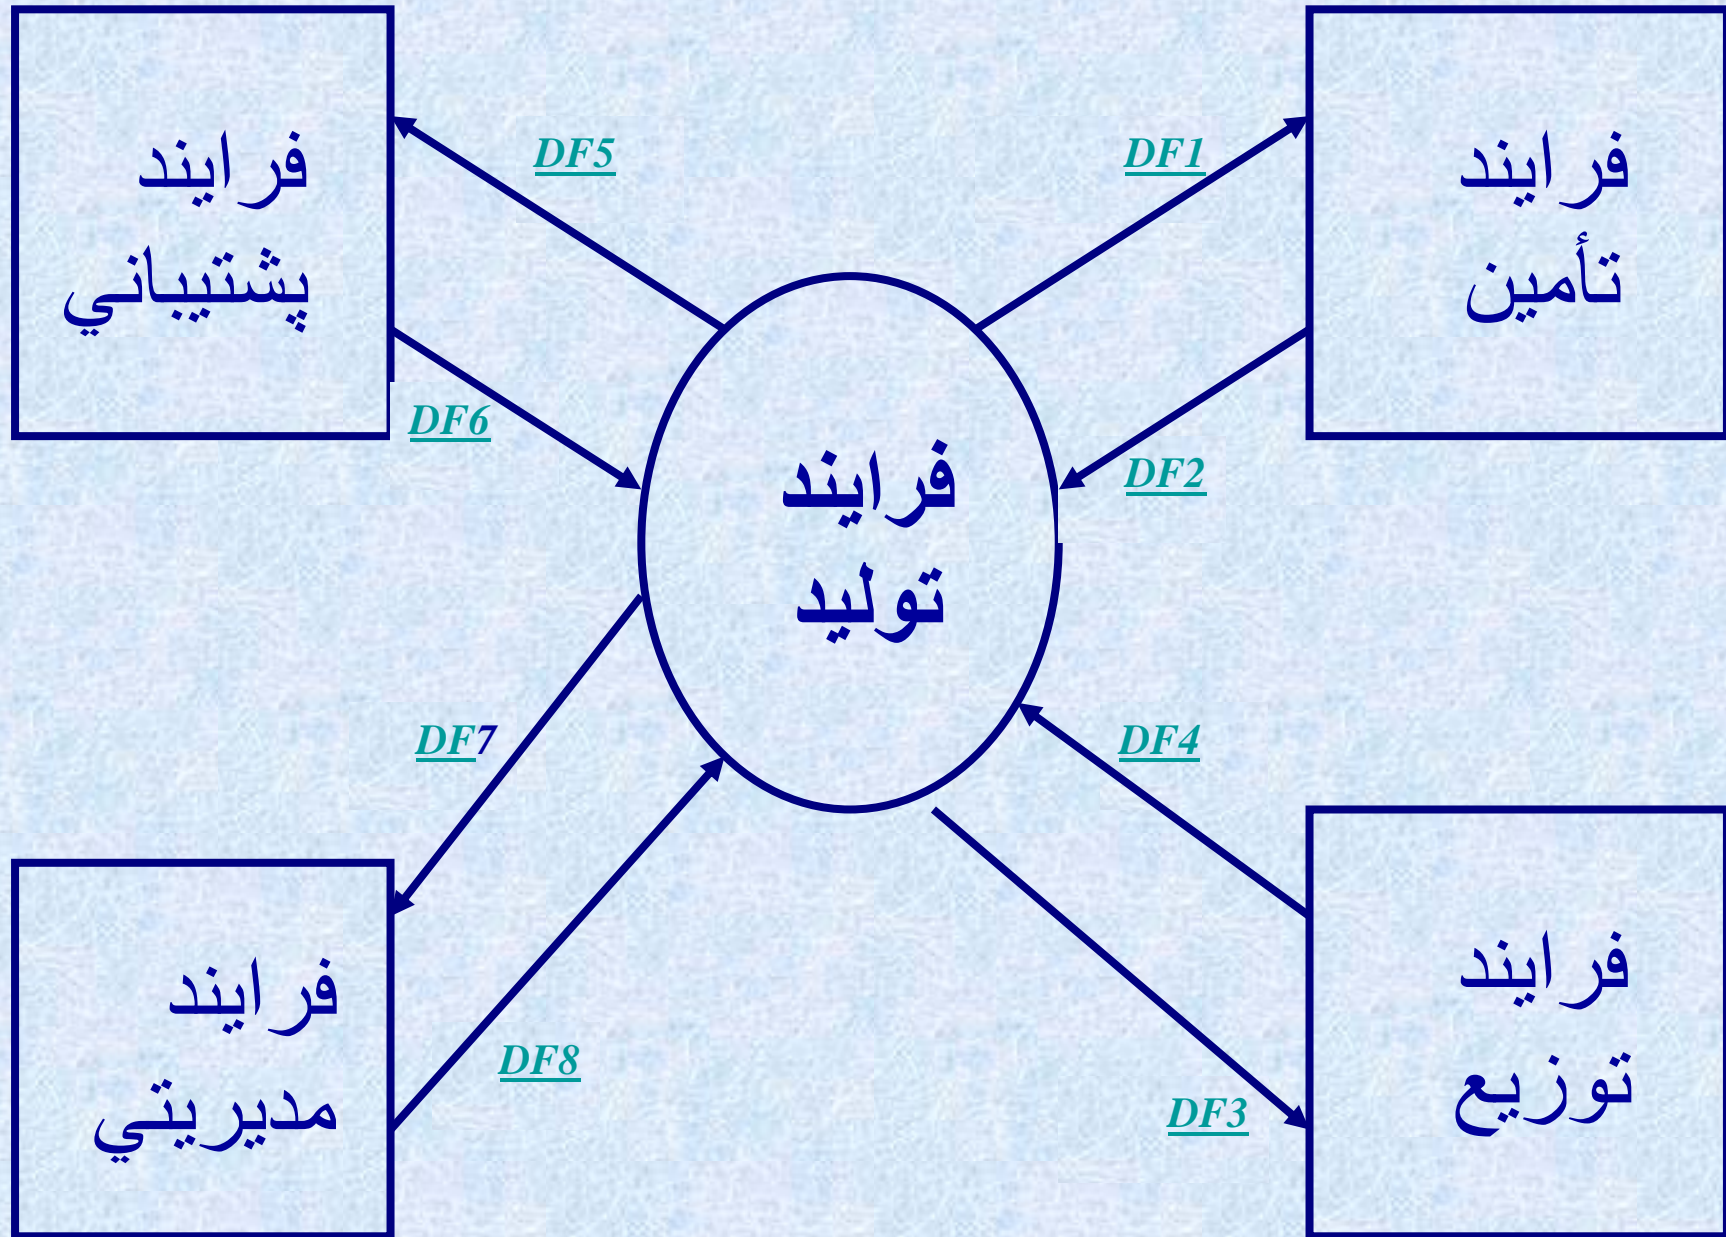 فرايند
تأمين
DF1
DF2
فرايند
پشتيباني
DF5
DF6
فرايند
توليد
فرايند
توزيع
DF4
DF3
فرايند
مديريتي
DF7
DF8